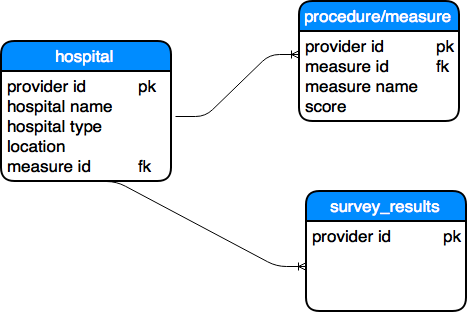 hospital
provider id pk
hospital name
hospital type
location
measure id fk
procedure/measure
provider id pk
measure id fk
measure name
score
survey_results
provider id pk